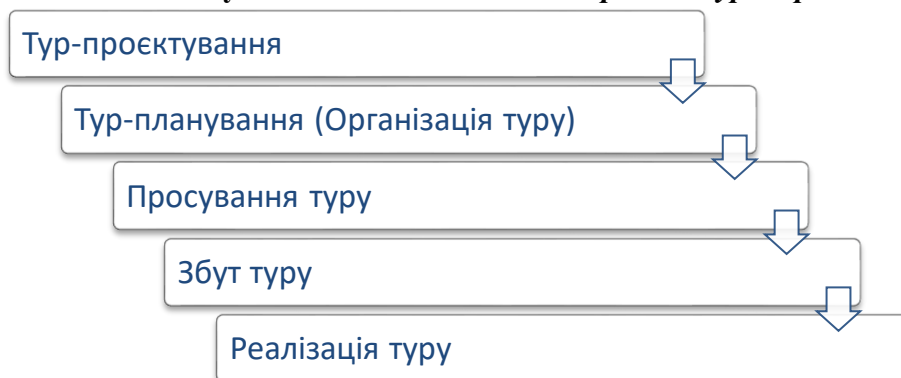 Тур-проєктування
Тур-планування (Організація туру)
Просування туру
Збут туру
Реалізація туру